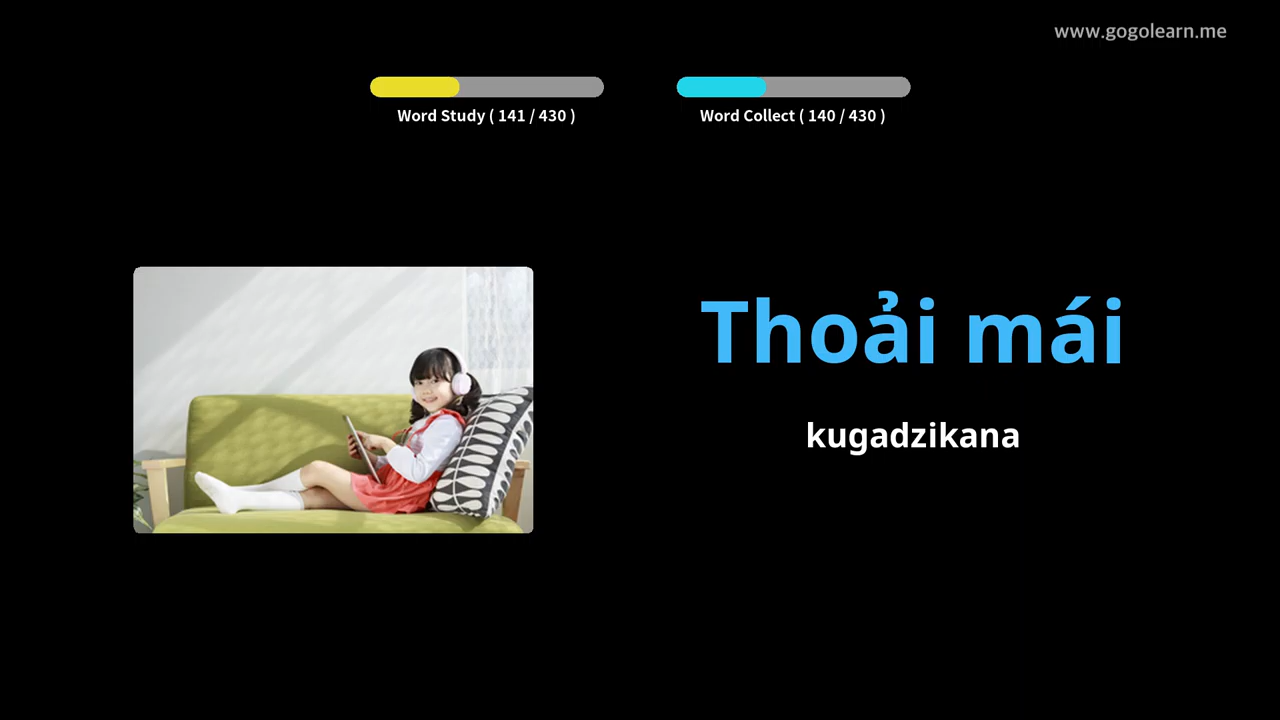 www.gogolearn.me
Word Study ( 141 / 430 )
Word Collect ( 140 / 430 )
Thoải mái
kugadzikana